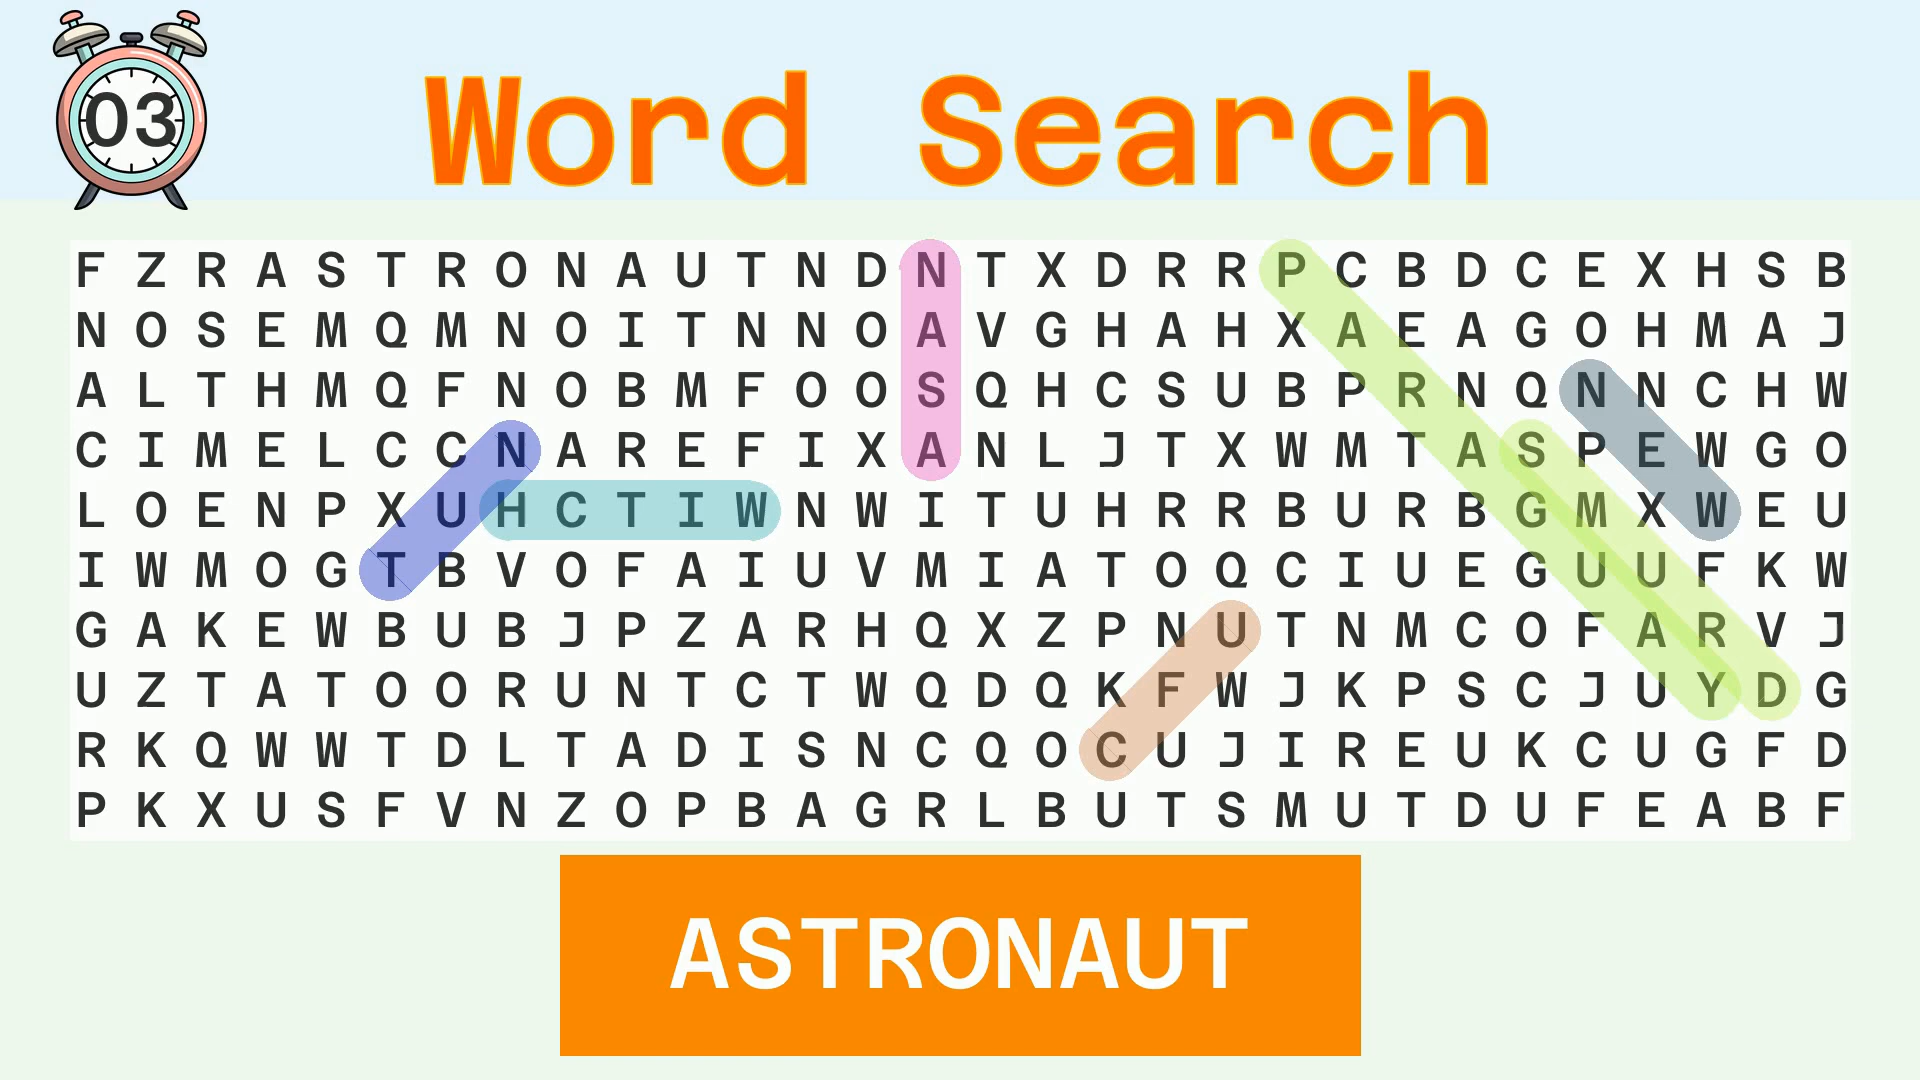 03
Word Search
F Z R A S T R O N A U T N D N T X D R R P C B D C E X H S B
N O S E M Q M N O I T N N O A V G H A H X A E A G O H M A J
A L T H M Q F N O B M F O O S Q H C S U B P R N Q N N C H W
C I M E L C C N A R E F I X A N L J T X W M T A S P E W G O
L O E N P X U H C T I W N W I T U H R R B U R B G M X W E U
I W M O G T B V O F A I U V M I A T O Q C I U E G U U F K W
G A K E W B U B J P Z A R H Q X Z P N U T N M C O F A R V J
U Z T A T O O R U N T C T W Q D Q K F W J K P S C J U Y D G
R K Q W W T D L T A D I S N C Q O C U J I R E U K C U G F D
P K X U S F V N Z O P B A G R L B U T S M U T D U F E A B F
ASTRONAUT